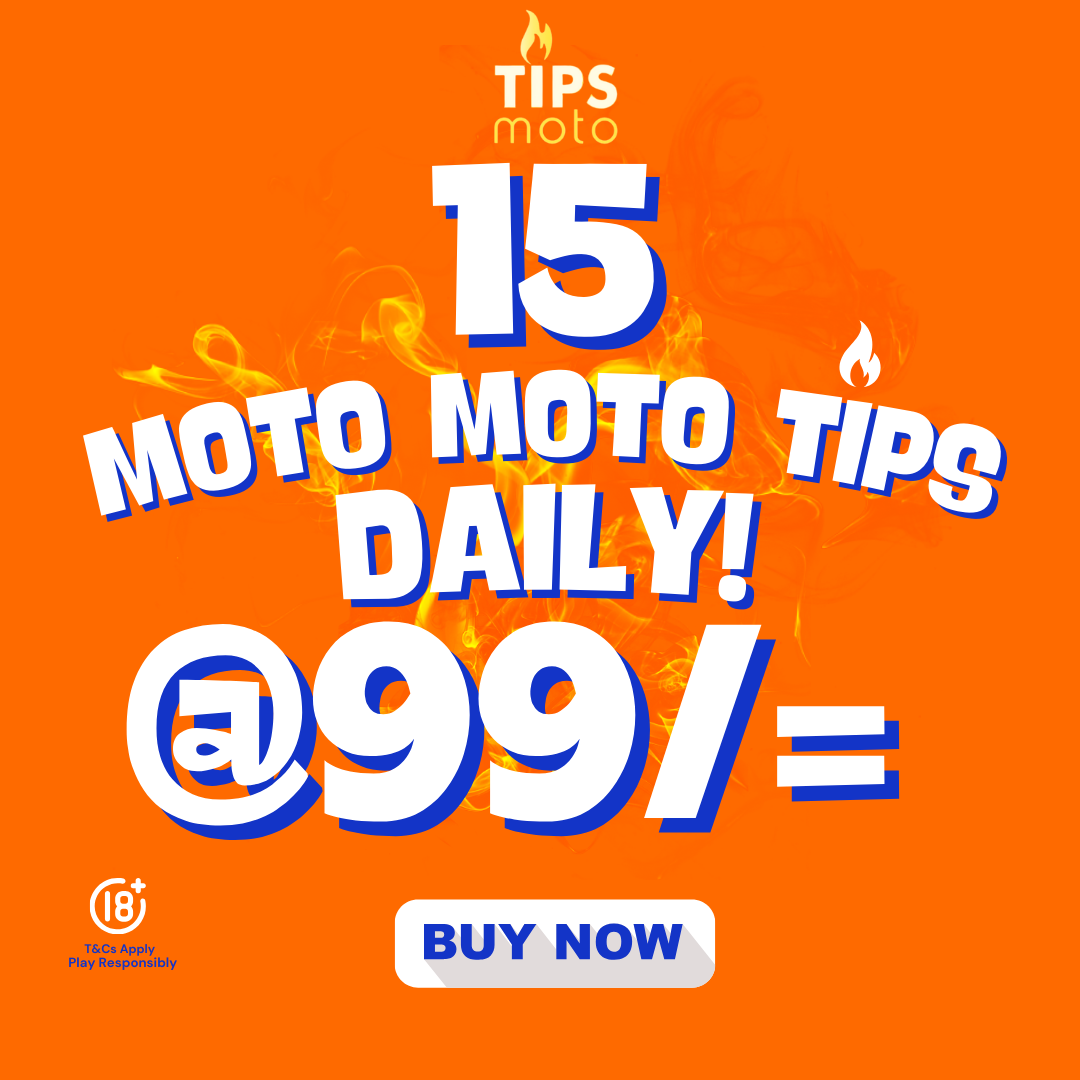 TIPS
moto
15
MOTO MOTO TIPS
DAILY!
@99/=
18+
T&Cs Apply
Play Responsibly
BUY NOW